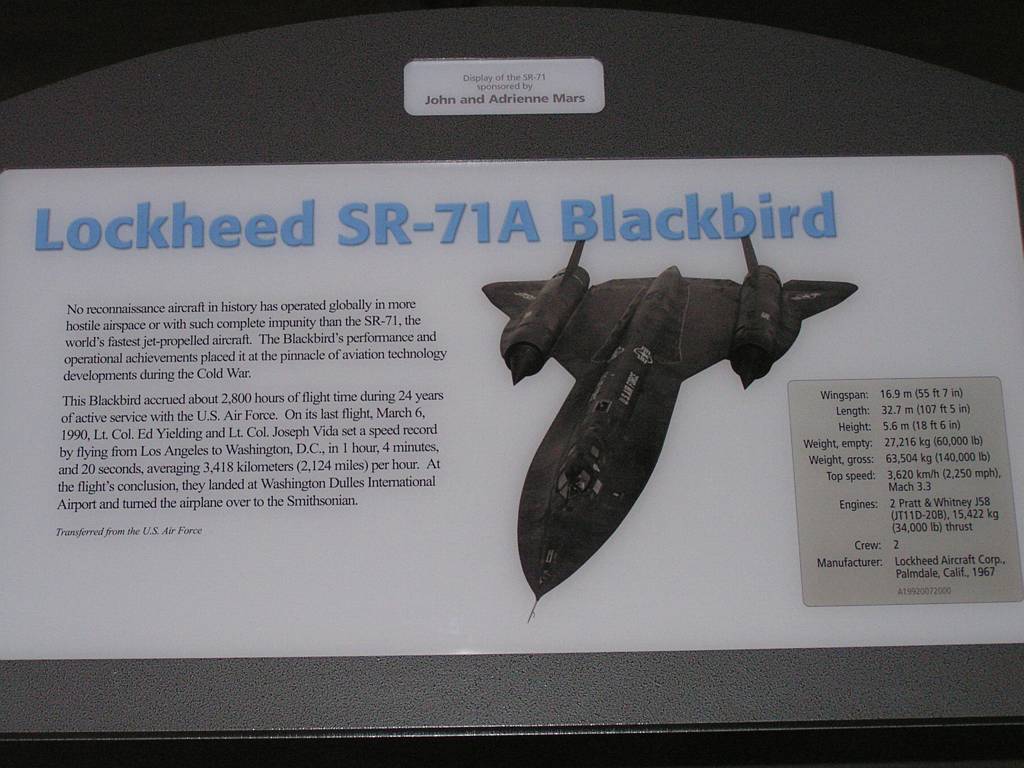 Display of the SR-71
sponsored by
John and Adrienne Mars
Lockheed SR-71A Blackbird
No reconnaissance aircraft in history has operated globally in more
hostile airspace or with such complete impunity than the SR-71, the
world's fastest jet-propelled aircraft. The Blackbird's performance and
operational achievements placed it at the pinnacle of aviation technology
developments during the Cold War.
This Blackbird accrued about 2,800 hours of flight time during 24 years
of active service with the U.S. Air Force. On its last flight, March 6,
1990, Lt. Col. Ed Yielding and Lt. Col. Joseph Vida set a speed record
by flying from Los Angeles to Washington, D.C., in 1 hour, 4 minutes,
and 20 seconds, averaging 3,418 kilometers (2,124 miles) per hour. At
the flight's conclusion, they landed at Washington Dulles International
Airport and turned the airplane over to the Smithsonian.
Transferred from the U.S. Air Force
U.S. AIR FORCE
Wingspan: 16.9 m (55 ft 7 in)
Length: 32.7 m (107 ft 5 in)
Height: 5.6 m (18 ft 6 in)
Weight, empty: 27,216 kg (60,000 lb)
Weight, gross: 63,504 kg (140,000 lb)
Top speed: 3,620 km/h (2,250 mph),
Mach 3.3
Engines: 2 Pratt & Whitney J58
(JT11D-20B), 15,422 kg
(34,000 lb) thrust
Crew: 2
Manufacturer: Lockheed Aircraft Corp.,
Palmdale, Calif., 1967
A19920072000